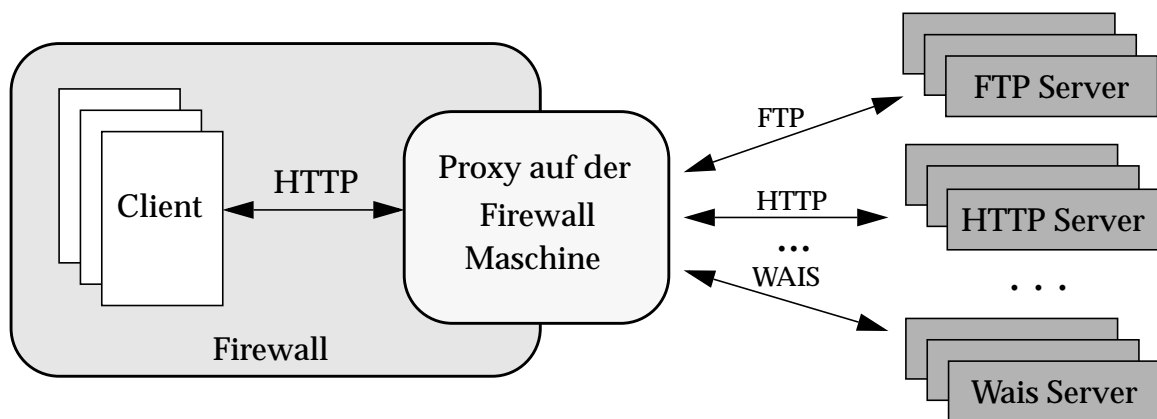 Client
HTTP
Proxy auf der
Firewall
Maschine
Firewall
FTP
HTTP
...
WAIS
FTP Server
HTTP Server
. . .
Wais Server